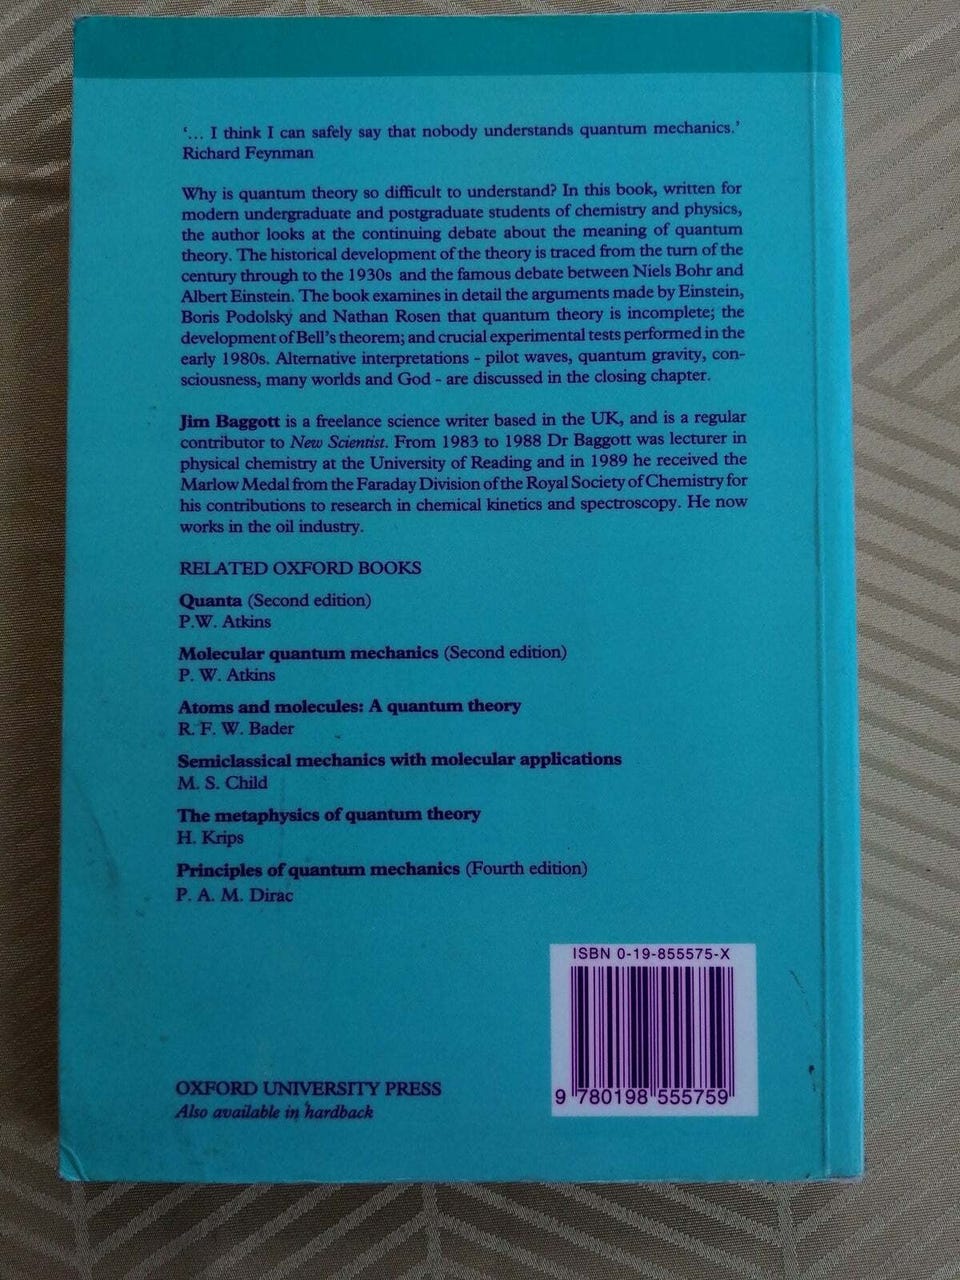 ‘... I think I can safely say that nobody understands quantum mechanics.’
Richard Feynman
Why is quantum theory so difficult to understand? In this book, written for
modern undergraduate and postgraduate students of chemistry and physics,
the author looks at the continuing debate about the meaning of quantum
theory. The historical development of the theory is traced from the turn of the
century through to the 1930s and the famous debate between Niels Bohr and
Albert Einstein. The book examines in detail the arguments made by Einstein,
Boris Podolsky and Nathan Rosen that quantum theory is incomplete; the
development of Bell’s theorem; and crucial experimental tests performed in the
early 1980s. Alternative interpretations - pilot waves, quantum gravity, con-
sciousness, many worlds and God - are discussed in the closing chapter.
Jim Baggott is a freelance science writer based in the UK, and is a regular
contributor to New Scientist. From 1983 to 1988 Dr Baggott was lecturer in
physical chemistry at the University of Reading and in 1989 he received the
Marlow Medal from the Faraday Division of the Royal Society of Chemistry for
his contributions to research in chemical kinetics and spectroscopy. He now
works in the oil industry.
RELATED OXFORD BOOKS
Quanta (Second edition)
P.W. Atkins
Molecular quantum mechanics (Second edition)
P. W. Atkins
Atoms and molecules: A quantum theory
R. F. W. Bader
Semiclassical mechanics with molecular applications
M. S. Child
The metaphysics of quantum theory
H. Krips
Principles of quantum mechanics (Fourth edition)
P. A. M. Dirac
ISBN 0-19-855575-X
9 780198 555759
OXFORD UNIVERSITY PRESS
Also available in hardback